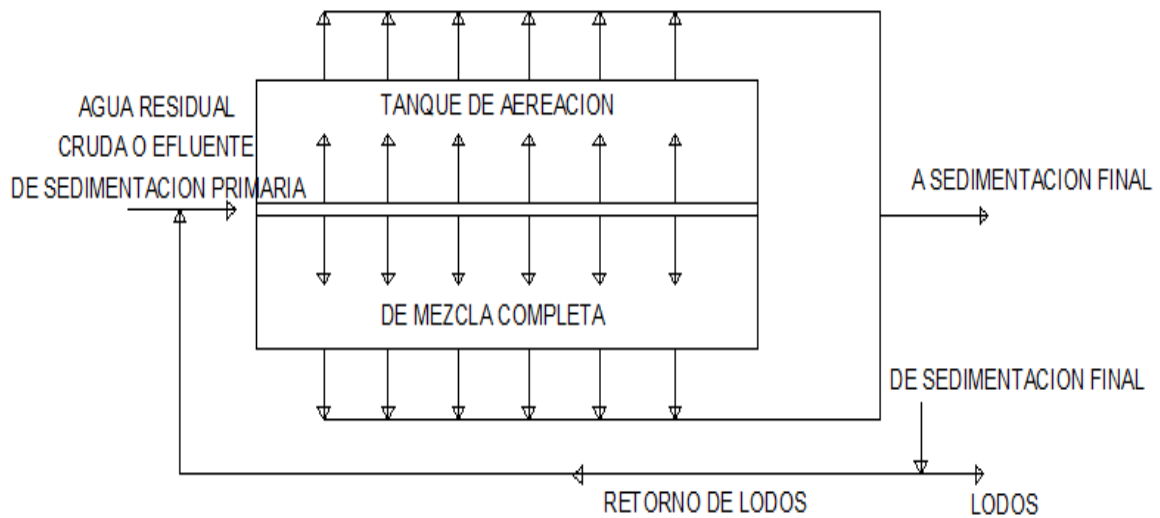 TANQUE DE AEREACION
AGUA RESIDUAL
CRUDA O EFLUENTE
DE SEDIMENTACION PRIMARIA
A SEDIMENTACION FINAL
DE MEZCLA COMPLETA
DE SEDIMENTACION FINAL
RETORNO DE LODOS
LODOS